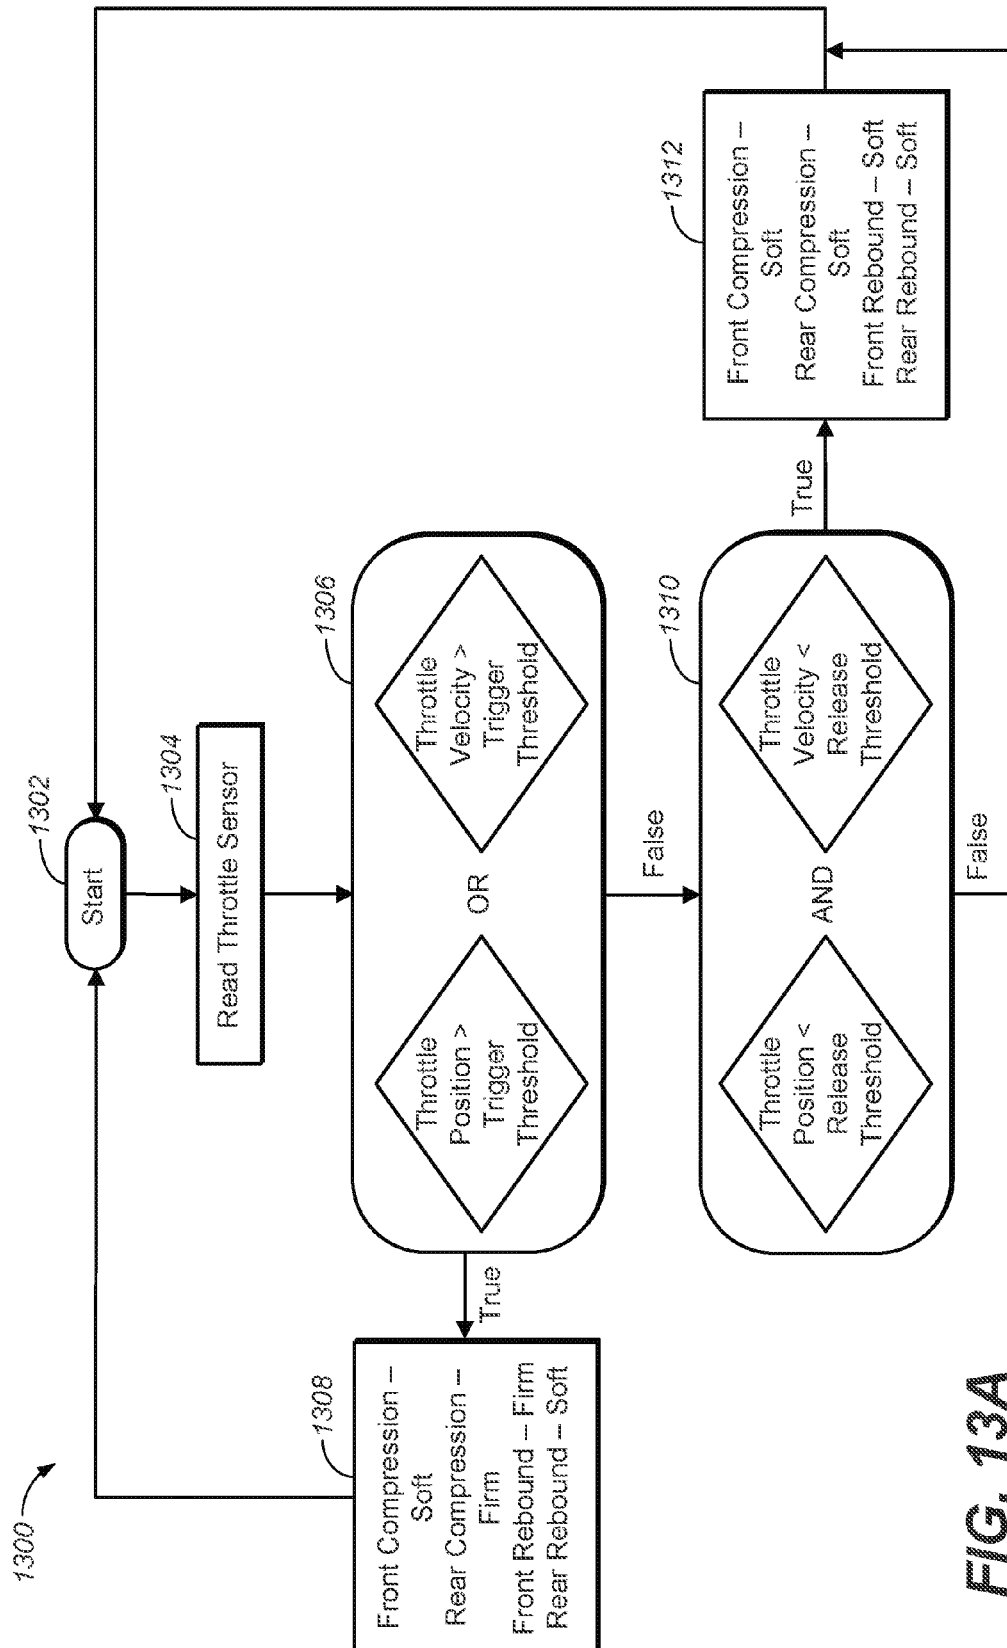 1300
1302
Start
1304
Read Throttle Sensor
1306
Throttle
Position >
Trigger
Threshold
OR
Throttle
Velocity >
Trigger
Threshold
True
1308
Front Compression –
Soft
Rear Compression –
Firm
Front Rebound – Firm
Rear Rebound – Soft
False
1310
Throttle
Position <
Release
Threshold
AND
Throttle
Velocity <
Release
Threshold
True
1312
Front Compression –
Soft
Rear Compression –
Soft
Front Rebound – Soft
Rear Rebound – Soft
False
FIG. 13A